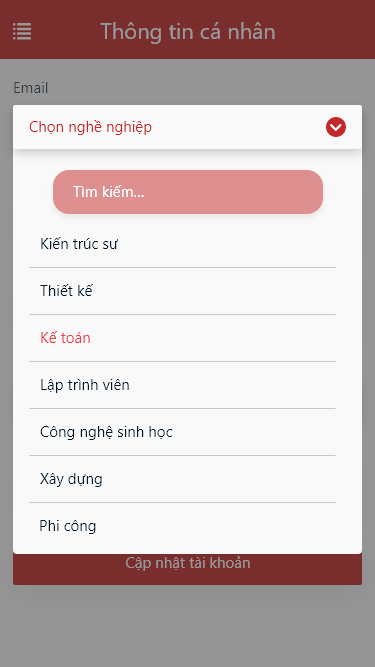 Thông tin cá nhân
Email
Chọn nghề nghiệp
Tìm kiếm...
Kiến trúc sư
Thiết kế
Kế toán
Lập trình viên
Công nghệ sinh học
Xây dựng
Phi công
Cập nhật tài khoản